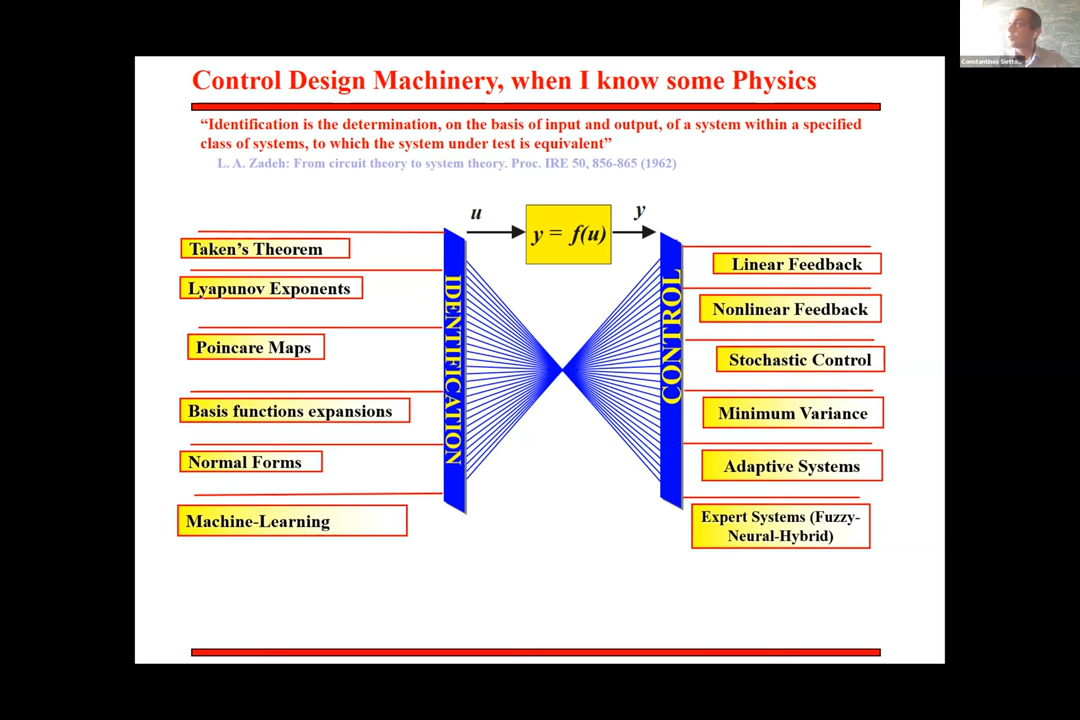 Control Design Machinery, when I know some Physics
“Identification is the determination, on the basis of input and output, of a system within a specified
class of systems, to which the system under test is equivalent”
L. A. Zadeh: From circuit theory to system theory. Proc. IRE 50, 856-865 (1962)
u
y = f(u)
y
Taken’s Theorem
Lyapunov Exponents
Poincare Maps
Basis functions expansions
Normal Forms
Machine-Learning
IDENTIFICATION
CONTROL
Linear Feedback
Nonlinear Feedback
Stochastic Control
Minimum Variance
Adaptive Systems
Expert Systems (Fuzzy-
Neural-Hybrid)
Constantinos Sietto...